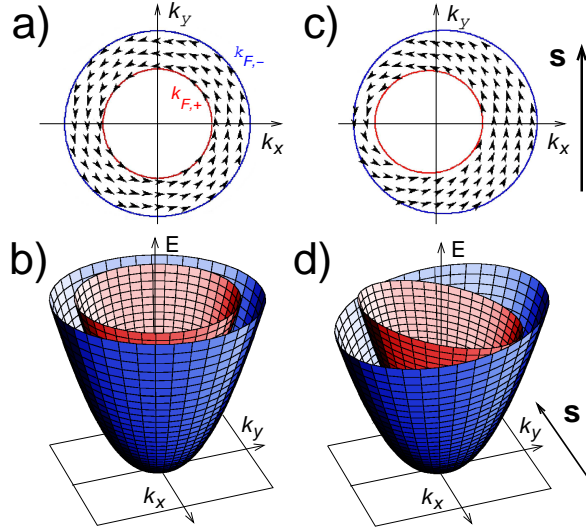 a)
k_y
k_{F,-}
k_{F,+}
k_x
c)
k_y
k_x
s
b)
E
k_y
k_x
d)
E
k_y
k_x
s